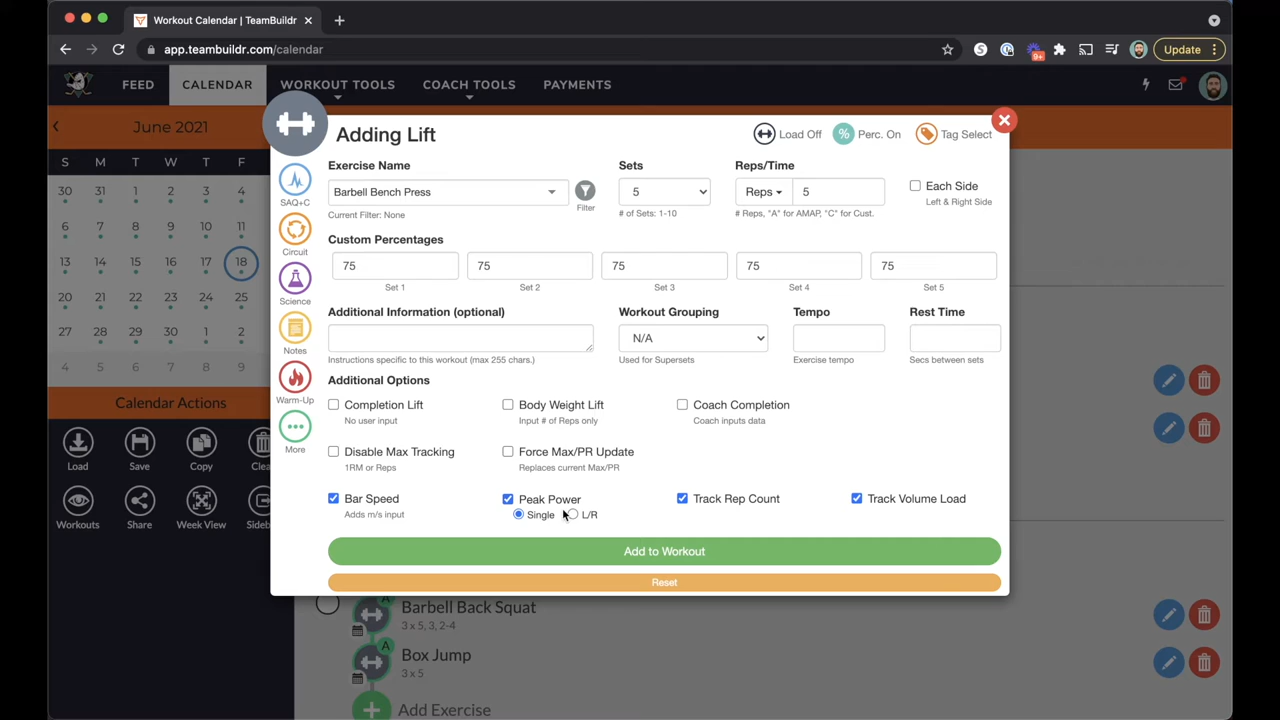 Workout Calendar | TeamBuildr
app.teambuildr.com/calendar
9+
Update
FEED CALENDAR WORKOUT TOOLS COACH TOOLS PAYMENTS
June 2021
S M T W T F S
30 31 1 2 3 4
6 7 8 9 10 11
13 14 15 16 17 18
20 21 22 23 24 25
27 28 29 30 1 2
4 5 6 7 8 9
Calendar Actions
Load Save Copy Clea
Workouts Share Week View Sideb
Adding Lift
Load Off % Perc. On Tag Select
SAQ+C
Circuit
Science
Notes
Warm-Up
More
Exercise Name Sets Reps/Time
Barbell Bench Press Filter 5 Reps 5 Each Side
Current Filter: None # of Sets: 1-10 # Reps, "A" for AMAP, "C" for Cust. Left & Right Side
Custom Percentages
75 75 75 75 75
Set 1 Set 2 Set 3 Set 4 Set 5
Additional Information (optional) Workout Grouping Tempo Rest Time
N/A
Instructions specific to this workout (max 255 chars.) Used for Supersets Exercise tempo Secs between sets
Additional Options
Completion Lift Body Weight Lift Coach Completion
No user input Input # of Reps only Coach inputs data
Disable Max Tracking Force Max/PR Update
1RM or Reps Replaces current Max/PR
Bar Speed Peak Power Track Rep Count Track Volume Load
Adds m/s input Single L/R
Add to Workout
Reset
A Barbell Back Squat
3 x 5, 3, 2-4
A Box Jump
3 x 5
Add Exercise